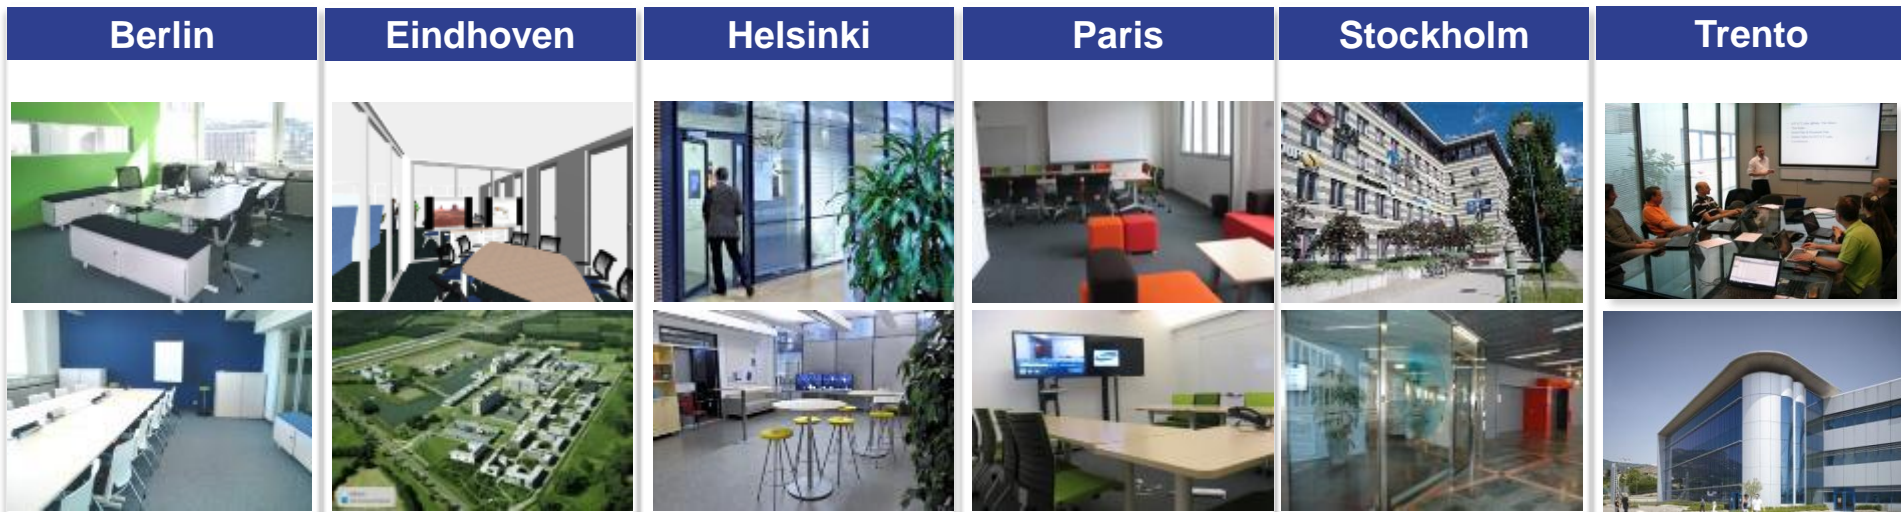 Berlin
Eindhoven
Helsinki
Paris
Stockholm
Trento